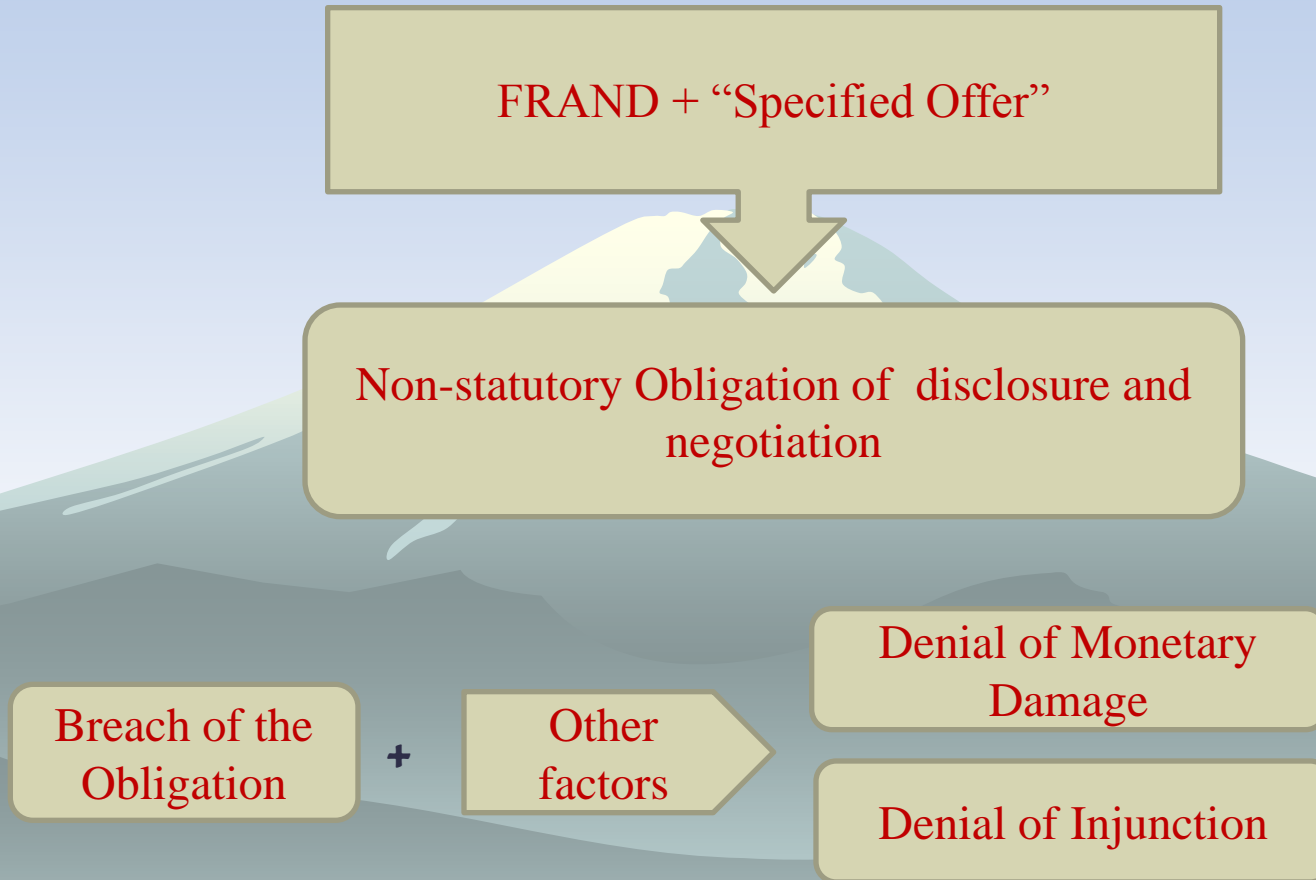 FRAND + “Specified Offer”
Non-statutory Obligation of  disclosure and
negotiation
Breach of the
Obligation
+
Other
factors
Denial of Monetary
Damage
Denial of Injunction